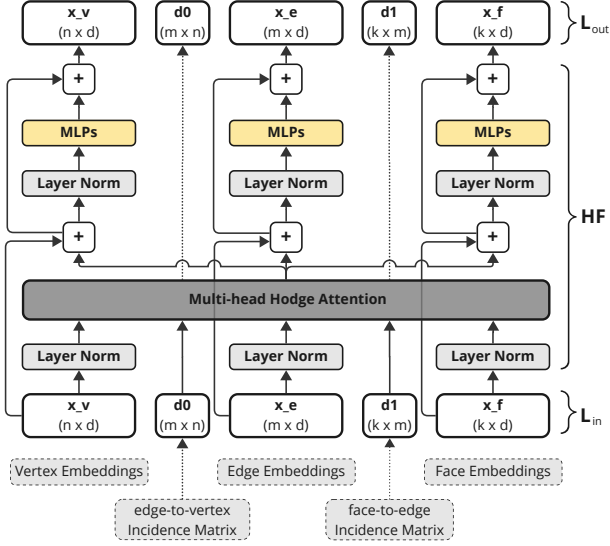 x_v d0 x_e d1 x_f
(n x d) (m x n) (m x d) (k x m) (k x d)
L out
+ + +
MLPs MLPs MLPs
Layer Norm Layer Norm Layer Norm
HF
+ + +
Multi-head Hodge Attention
Layer Norm Layer Norm Layer Norm
x_v d0 x_e d1 x_f
(n x d) (m x n) (m x d) (k x m) (k x d)
L in
Vertex Embeddings Edge Embeddings Face Embeddings
edge-to-vertex face-to-edge
Incidence Matrix Incidence Matrix